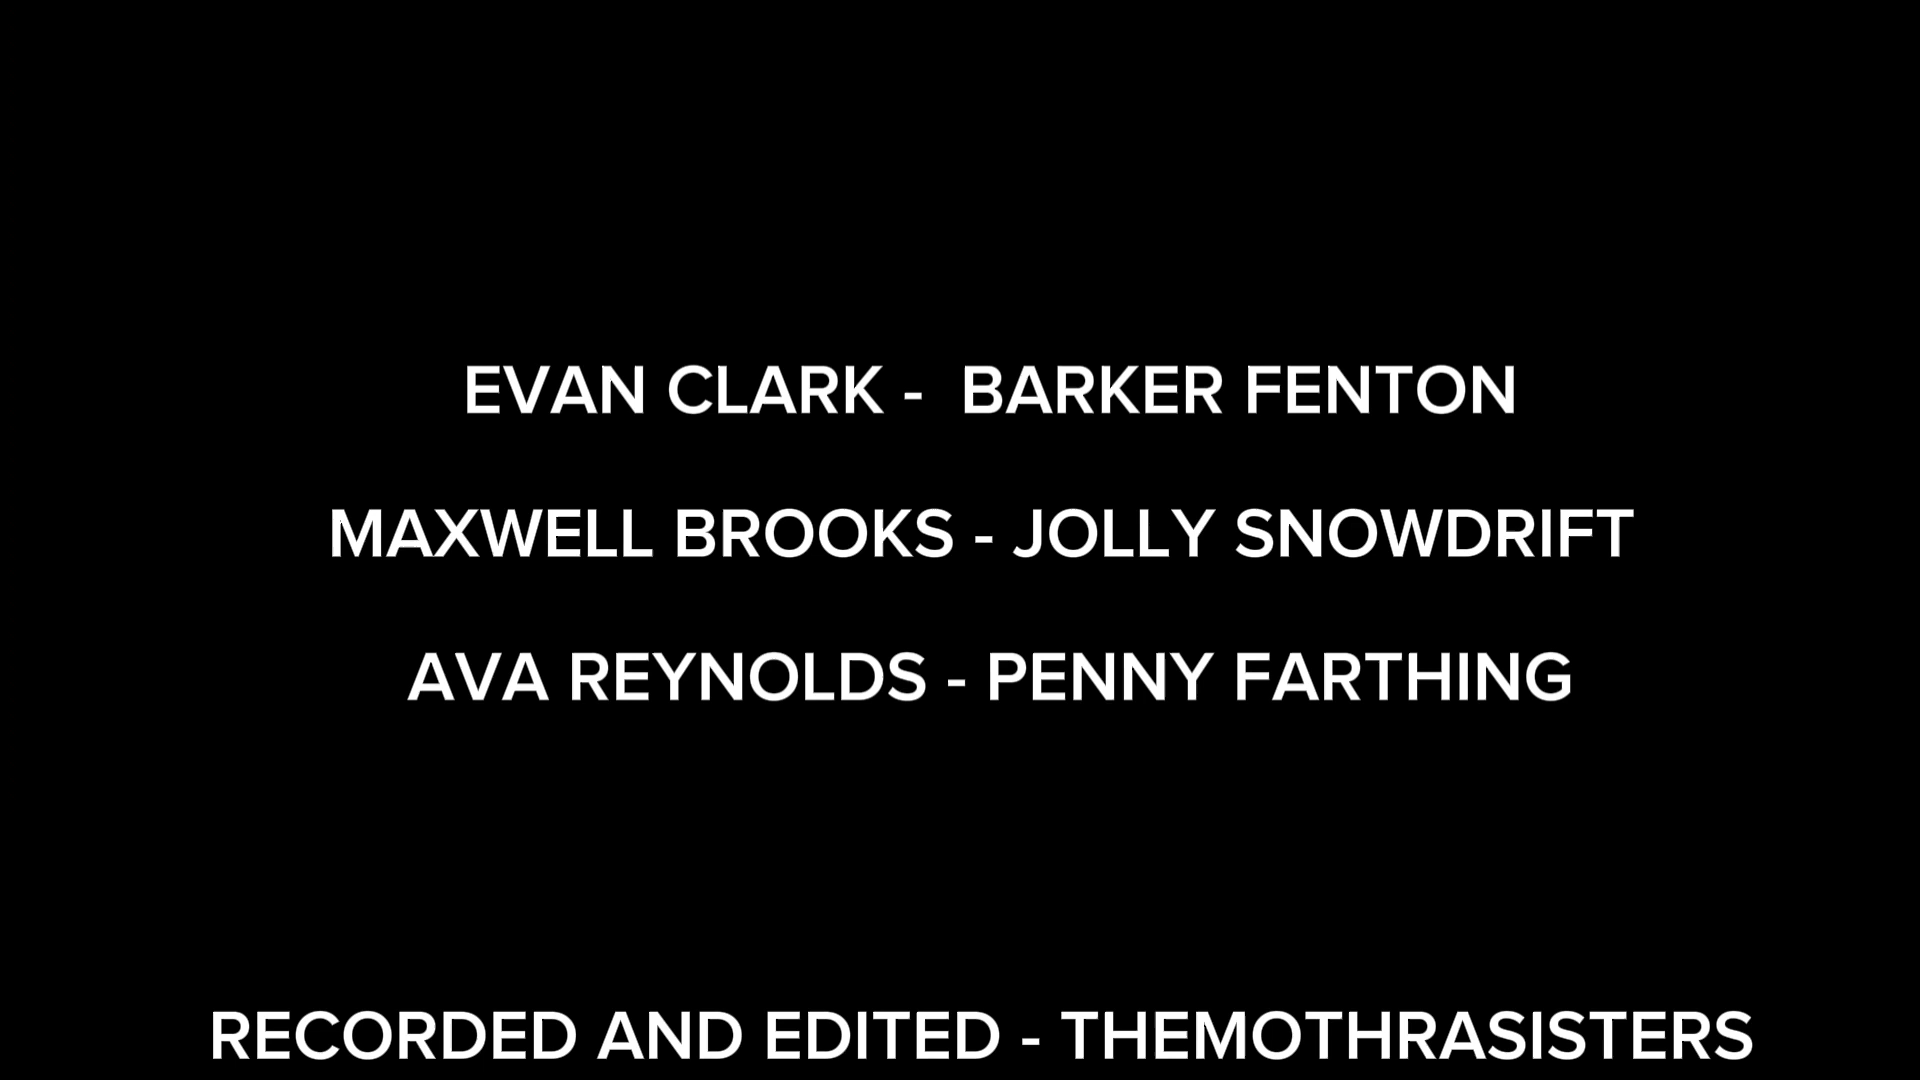 EVAN CLARK -  BARKER FENTON
MAXWELL BROOKS - JOLLY SNOWDRIFT
AVA REYNOLDS - PENNY FARTHING
RECORDED AND EDITED - THEMOTHRASISTERS